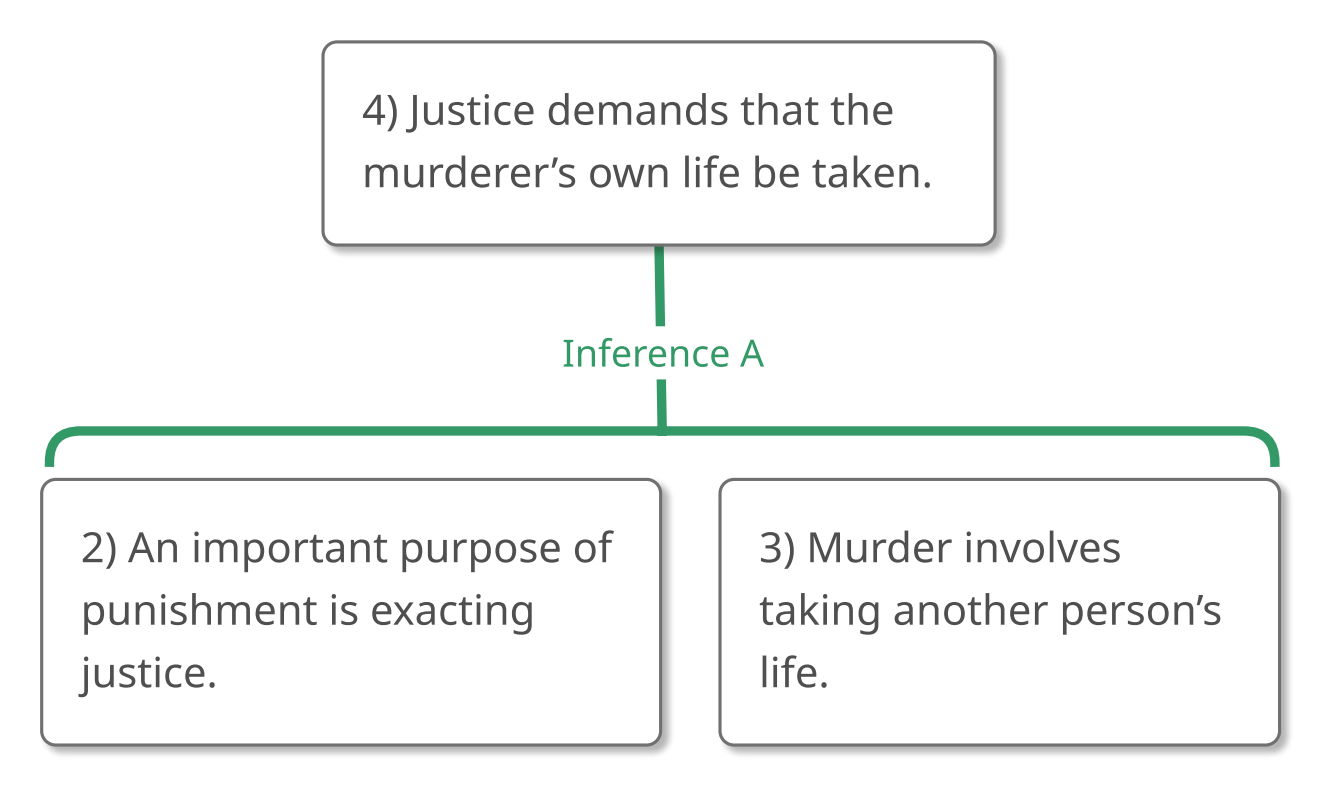 4) Justice demands that the
murderer’s own life be taken.
Inference A
2) An important purpose of
punishment is exacting
justice.
3) Murder involves
taking another person’s
life.